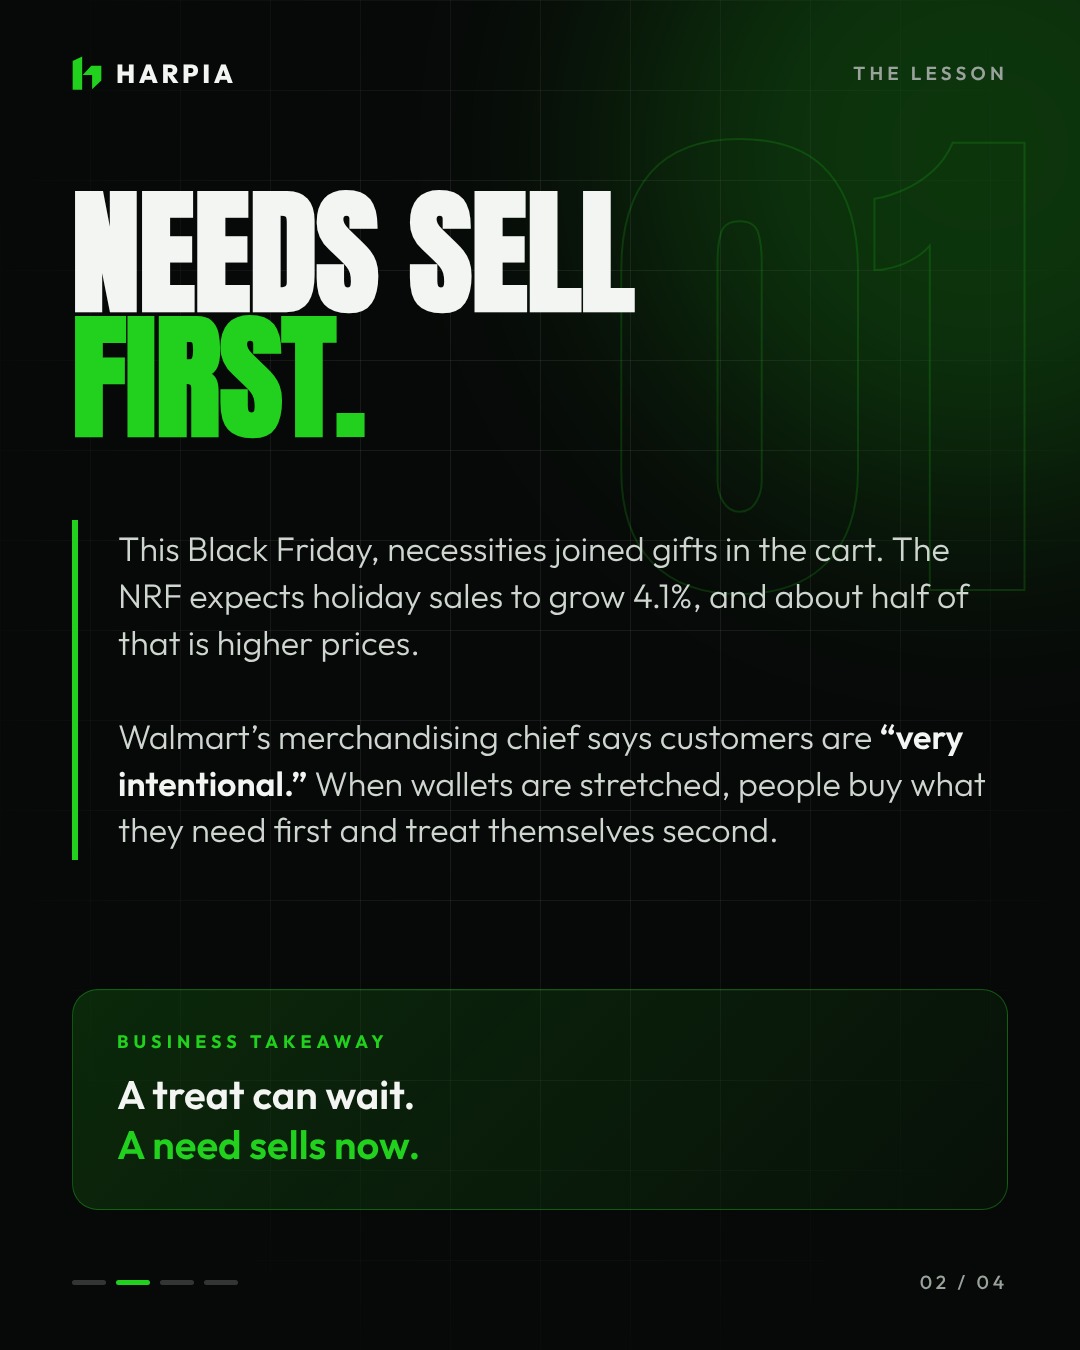 HARPIA
THE LESSON
01
NEEDS SELL
FIRST.
This Black Friday, necessities joined gifts in the cart. The
NRF expects holiday sales to grow 4.1%, and about half of
that is higher prices.
Walmart’s merchandising chief says customers are “very
intentional.” When wallets are stretched, people buy what
they need first and treat themselves second.
BUSINESS TAKEAWAY
A treat can wait.
A need sells now.
02 / 04